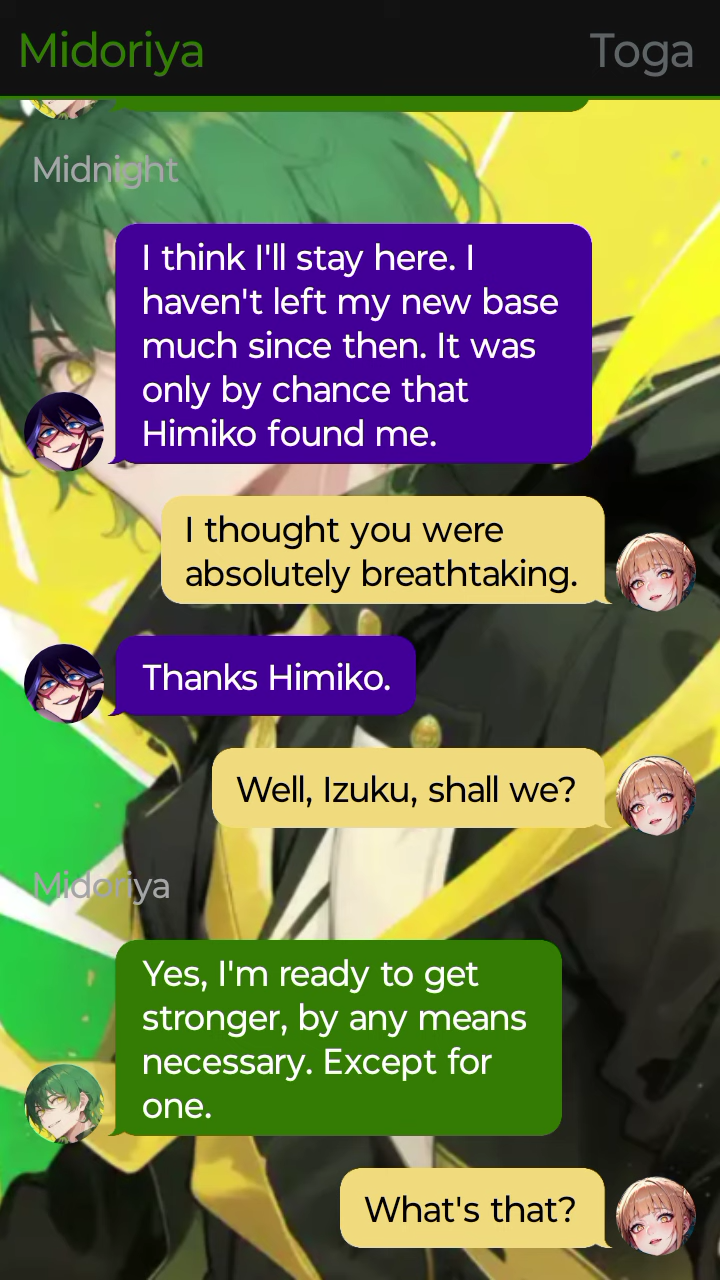 Midoriya
Toga
Midnight
I think I'll stay here. I
haven't left my new base
much since then. It was
only by chance that
Himiko found me.
I thought you were
absolutely breathtaking.
Thanks Himiko.
Well, Izuku, shall we?
Midoriya
Yes, I'm ready to get
stronger, by any means
necessary. Except for
one.
What's that?